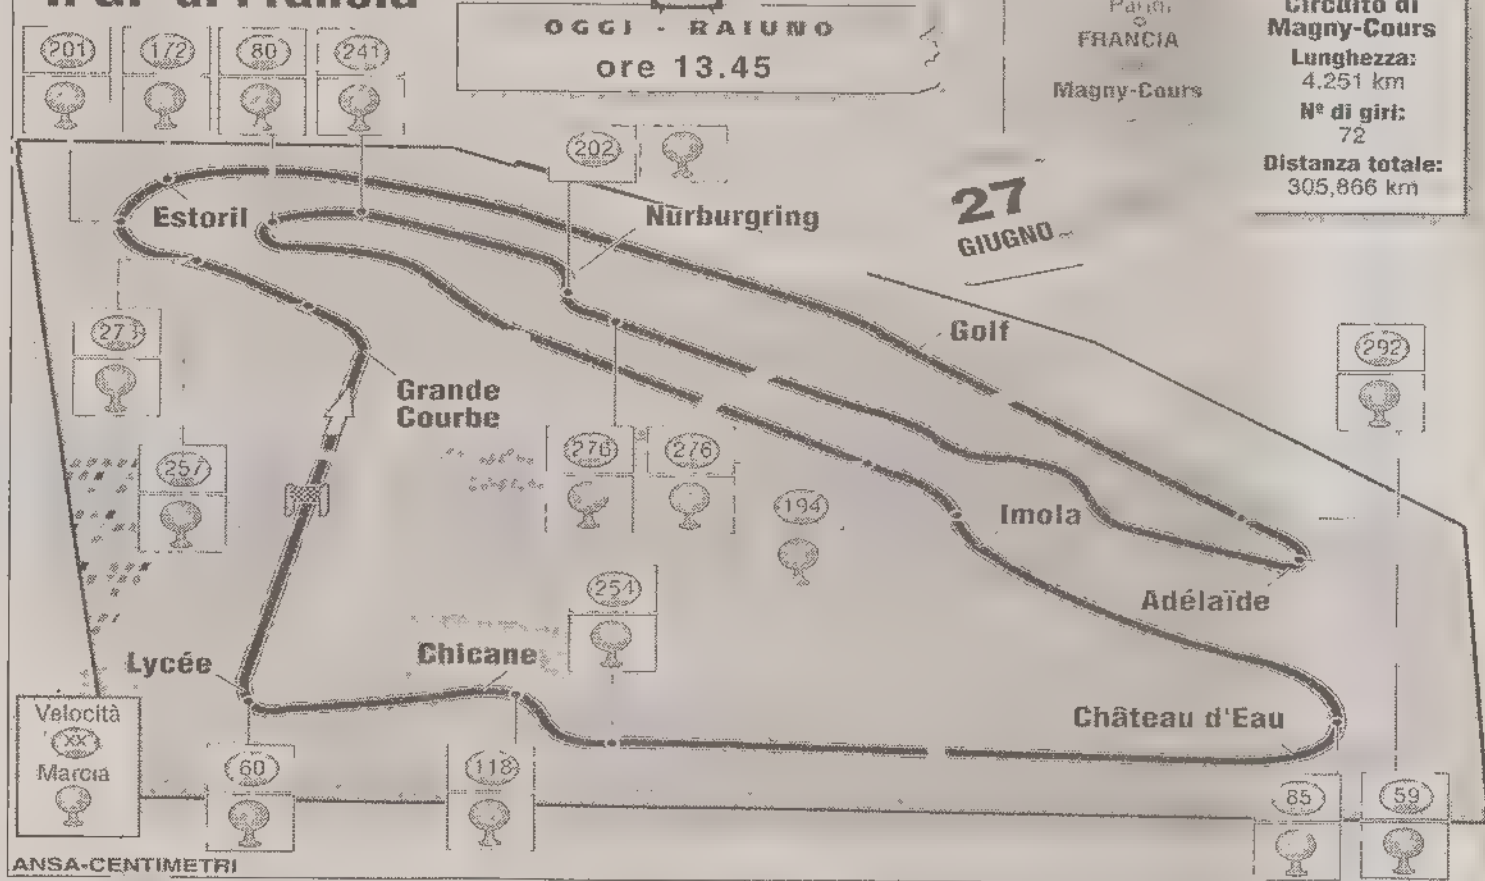 OGGI - RAIUNO
ore 13.45
Parigi
FRANCIA
Magny-Cours
Circuito di
Magny-Cours
Lunghezza:
4.251 km
Nº di giri:
72
Distanza totale:
305,866 km
201
172
80
241
202
27
GIUGNO
Estoril
Nurburgring
Golf
292
Grande
Courbe
257
276
276
194
Imola
254
Adélaïde
Lycée
Chicane
Château d'Eau
Velocità
XX
Marcia
60
118
85
59
ANSA-CENTIMETRI